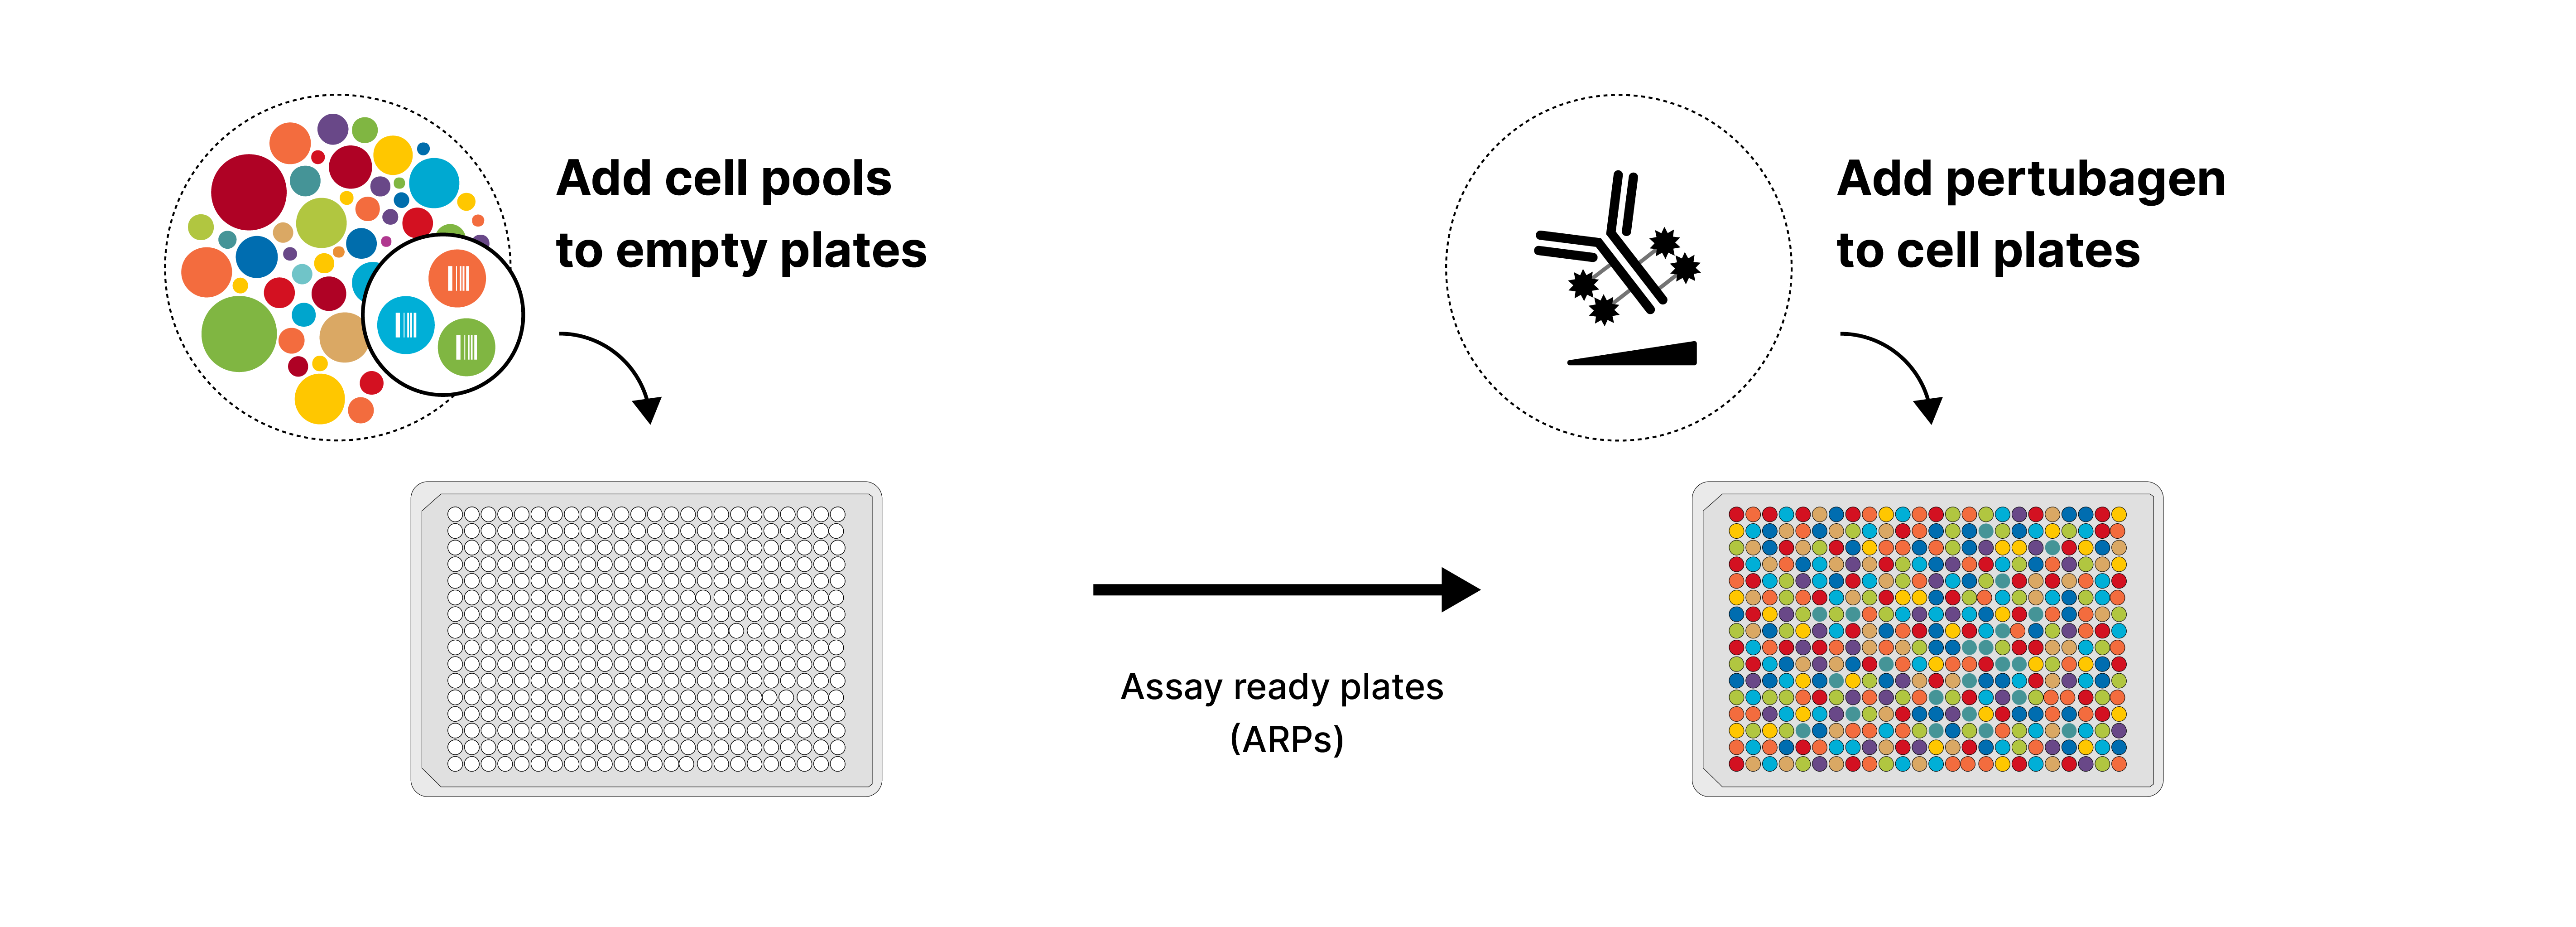 Add cell pools
to empty plates
Add pertubagen
to cell plates
Assay ready plates
(ARPs)